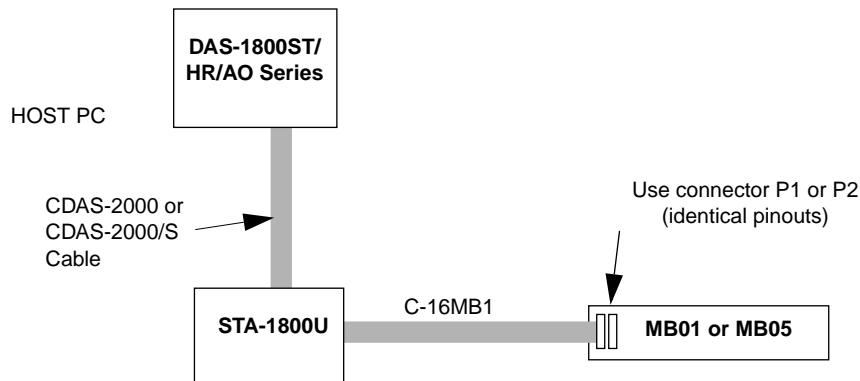 DAS-1800ST/
HR/AO Series
HOST PC
CDAS-2000 or
CDAS-2000/S
Cable
Use connector P1 or P2
(identical pinouts)
STA-1800U
C-16MB1
MB01 or MB05